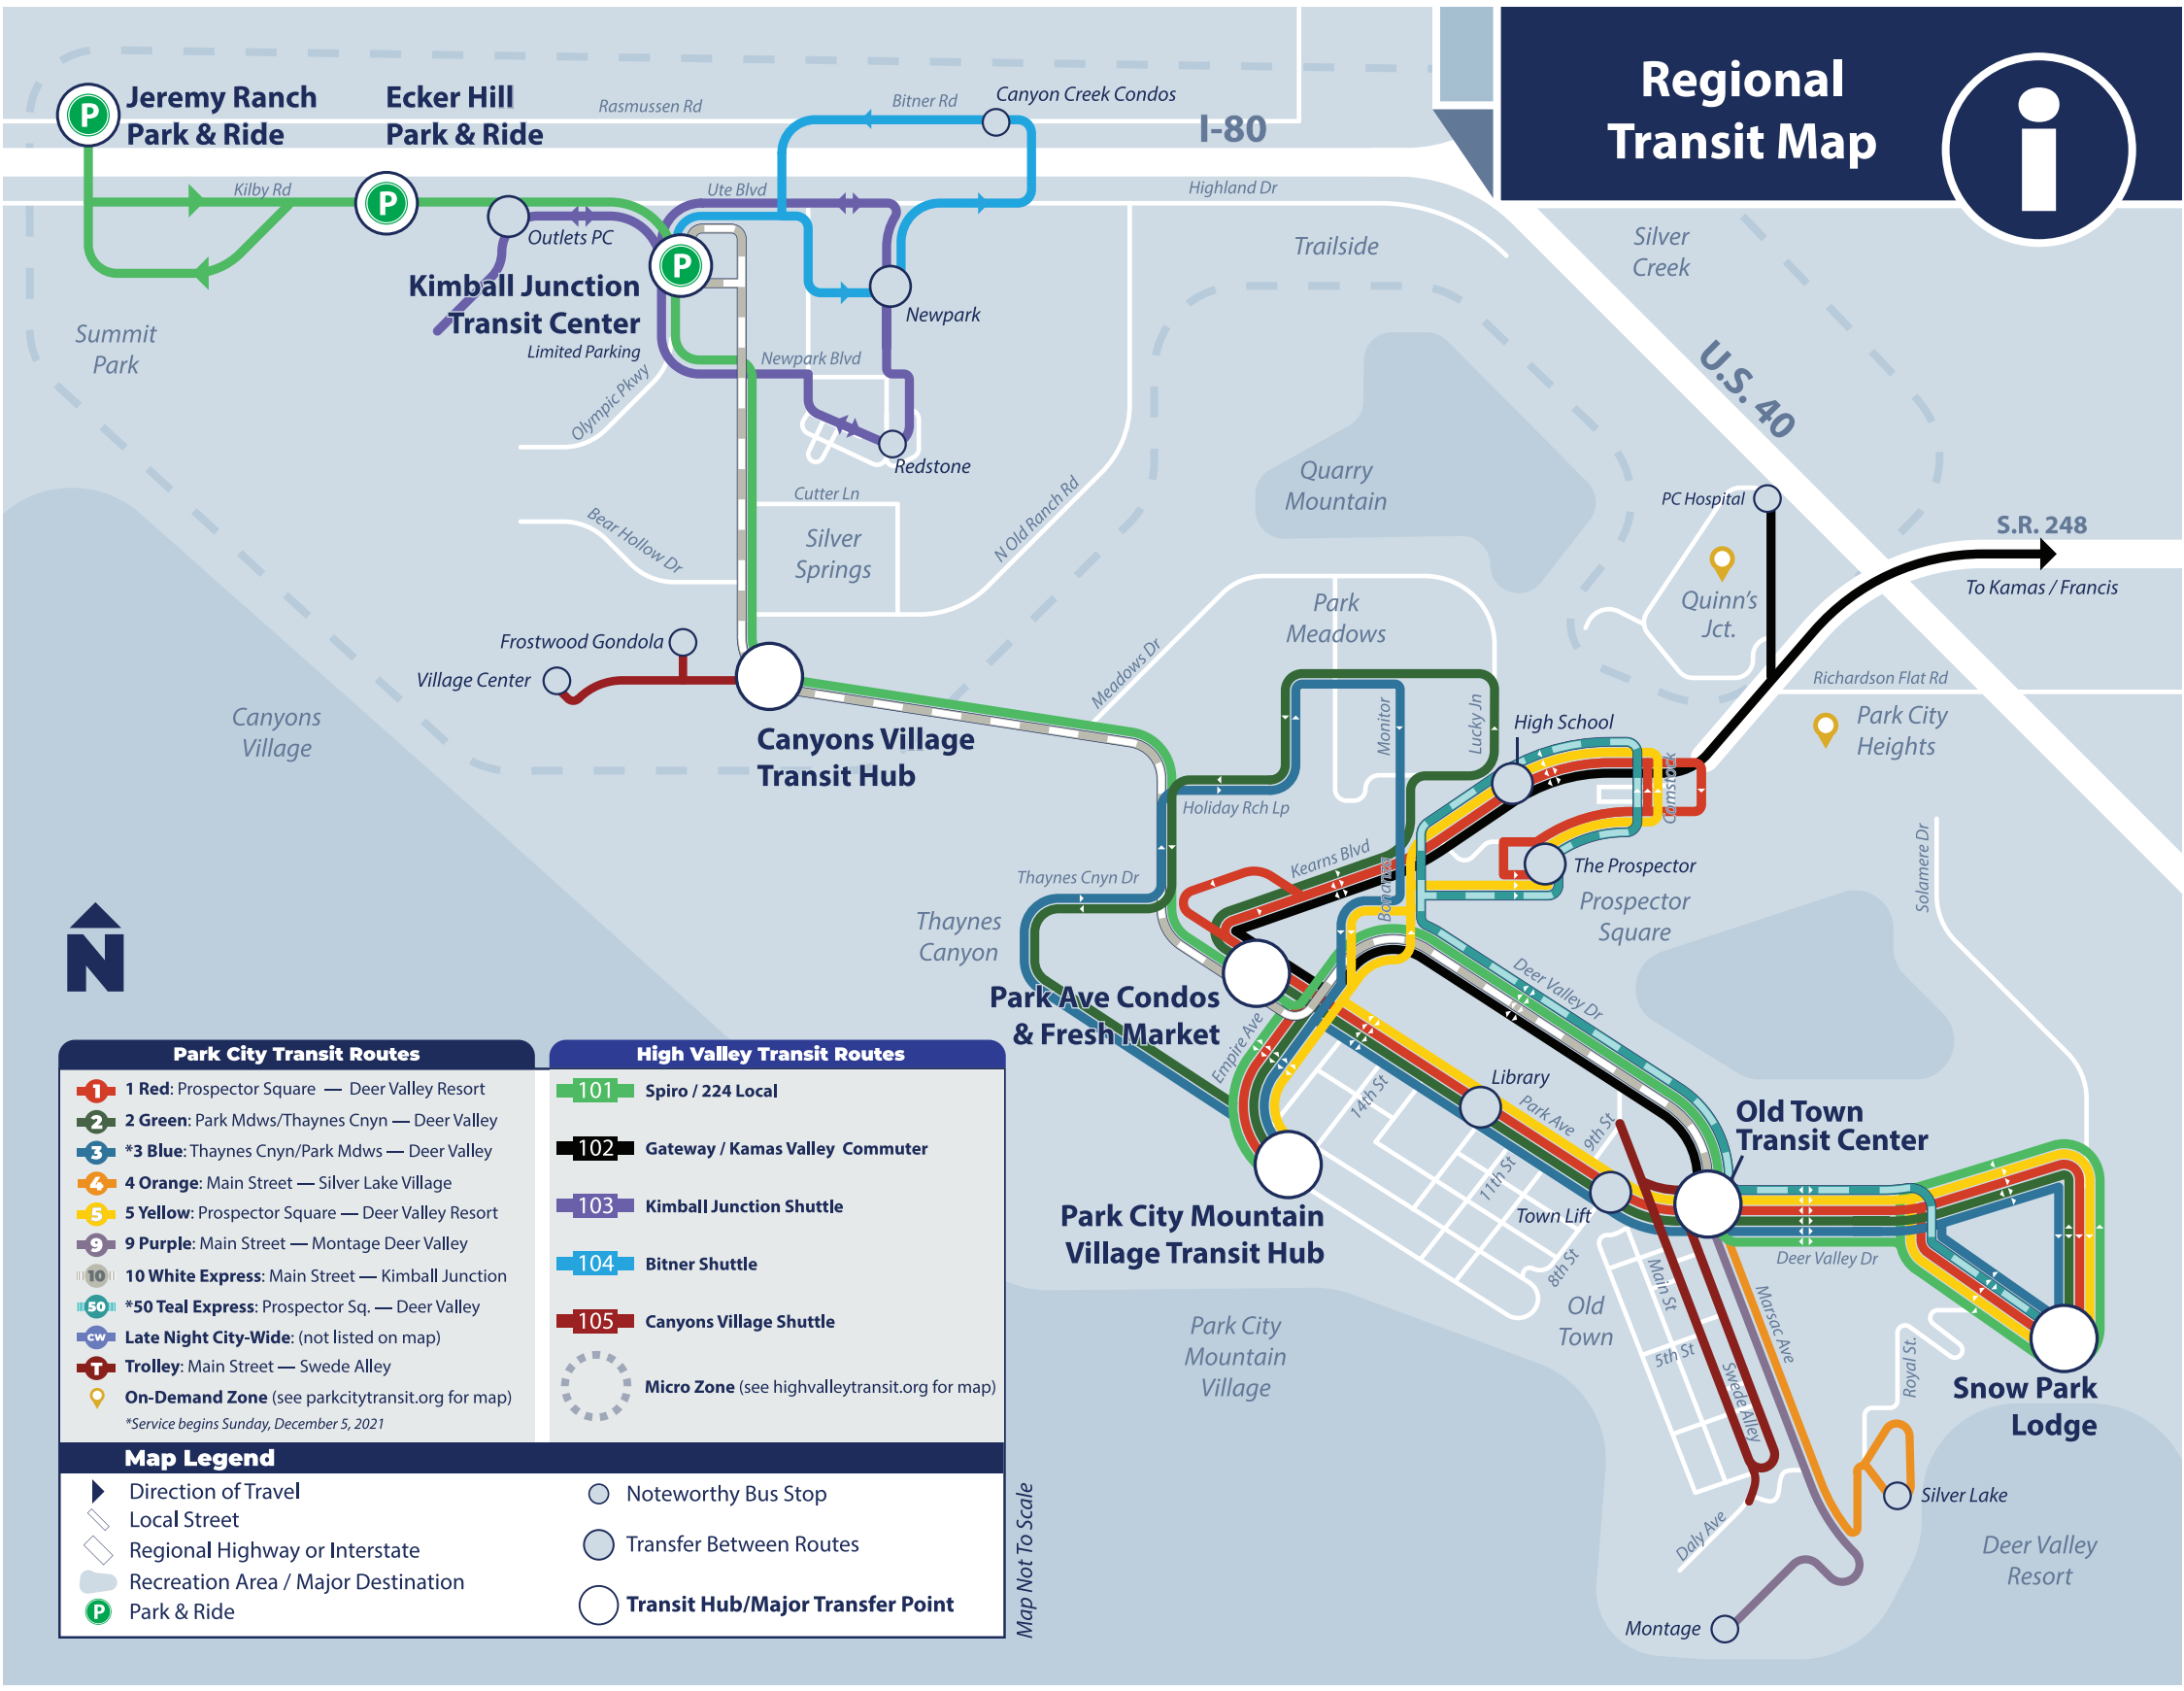 Regional
Transit Map
i
Jeremy Ranch
Park & Ride
Ecker Hill
Park & Ride
P
P
P
Rasmussen Rd
Bitner Rd
Canyon Creek Condos
I-80
Kilby Rd
Ute Blvd
Highland Dr
Outlets PC
Kimball Junction
Transit Center
Limited Parking
Newpark
Newpark Blvd
Redstone
Trailside
Silver
Creek
Summit
Park
Olympic Pkwy
U.S. 40
Quarry
Mountain
Cutter Ln
Bear Hollow Dr
Silver
Springs
N Old Ranch Rd
PC Hospital
S.R. 248
To Kamas / Francis
Quinn's
Jct.
Park
Meadows
Frostwood Gondola
Village Center
Meadows Dr
Richardson Flat Rd
Canyons
Village
Canyons Village
Transit Hub
Monitor
Lucky Jn
High School
Park City
Heights
Comstock
Holiday Rch Lp
Kearns Blvd
Bonanza
The Prospector
Solamere Dr
Thaynes Cnyn Dr
Thaynes
Canyon
Prospector
Square
N
Park Ave Condos
& Fresh Market
Deer Valley Dr
Empire Ave
14th St
Library
Park Ave
9th St
11th St
Old Town
Transit Center
Park City Mountain
Village Transit Hub
Town Lift
8th St
Deer Valley Dr
Main St
Marsac Ave
Old
Town
5th St
Swede Alley
Royal St.
Park City
Mountain
Village
Snow Park
Lodge
Silver Lake
Daly Ave
Deer Valley
Resort
Montage
Park City Transit Routes
1 1 Red: Prospector Square — Deer Valley Resort
2 2 Green: Park Mdws/Thaynes Cnyn — Deer Valley
3 *3 Blue: Thaynes Cnyn/Park Mdws — Deer Valley
4 4 Orange: Main Street — Silver Lake Village
5 5 Yellow: Prospector Square — Deer Valley Resort
9 9 Purple: Main Street — Montage Deer Valley
10 10 White Express: Main Street — Kimball Junction
50 *50 Teal Express: Prospector Sq. — Deer Valley
CW Late Night City-Wide: (not listed on map)
T Trolley: Main Street — Swede Alley
On-Demand Zone (see parkcitytransit.org for map)
*Service begins Sunday, December 5, 2021
High Valley Transit Routes
101 Spiro / 224 Local
102 Gateway / Kamas Valley Commuter
103 Kimball Junction Shuttle
104 Bitner Shuttle
105 Canyons Village Shuttle
Micro Zone (see highvalleytransit.org for map)
Map Legend
Direction of Travel
Local Street
Regional Highway or Interstate
Recreation Area / Major Destination
P Park & Ride
Noteworthy Bus Stop
Transfer Between Routes
Transit Hub/Major Transfer Point
Map Not To Scale